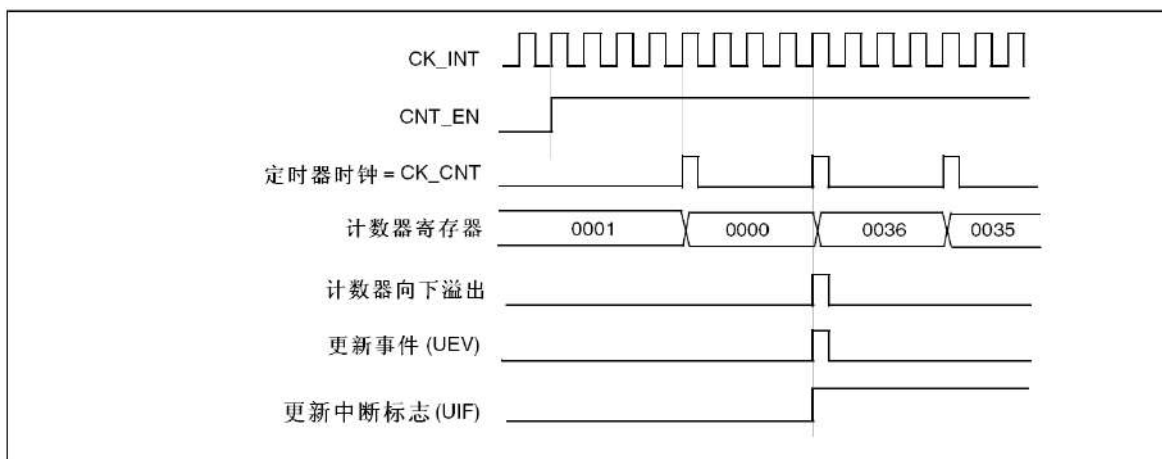 CK_INT
CNT_EN
定时器时钟 = CK_CNT
计数器寄存器 0001 0000 0036 0035
计数器向下溢出
更新事件 (UEV)
更新中断标志 (UIF)